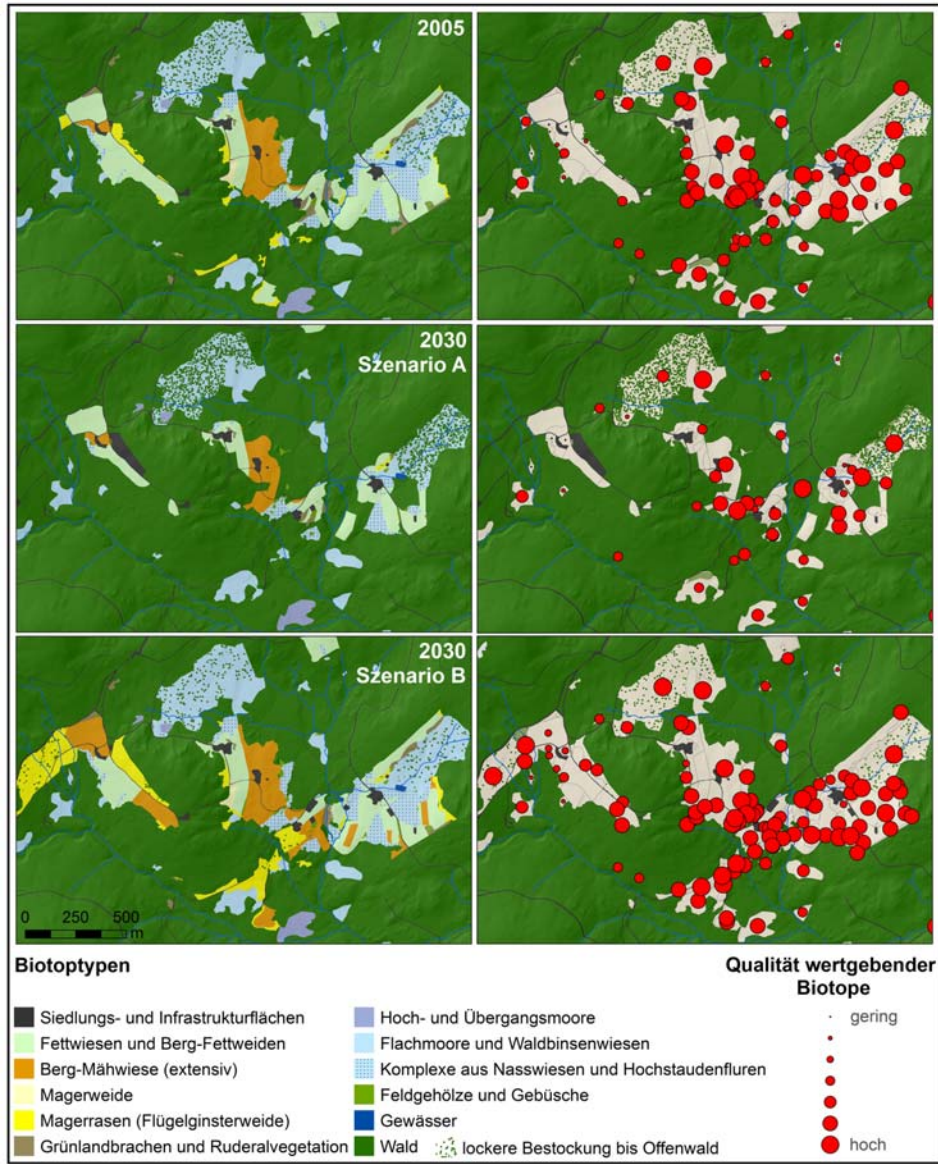 2005
2030
Szenario A
2030
Szenario B
0 250 500
m
Biotoptypen
Siedlungs- und Infrastrukturflächen
Fettwiesen und Berg-Fettweiden
Berg-Mähwiese (extensiv)
Magerweide
Magerrasen (Flügelginsterweide)
Grünlandbrachen und Ruderalvegetation
Hoch- und Übergangsmoore
Flachmoore und Waldbinsenwiesen
Komplexe aus Nasswiesen und Hochstaudenfluren
Feldgehölze und Gebüsche
Gewässer
Wald lockere Bestockung bis Offenwald
Qualität wertgebender
Biotope
gering
hoch